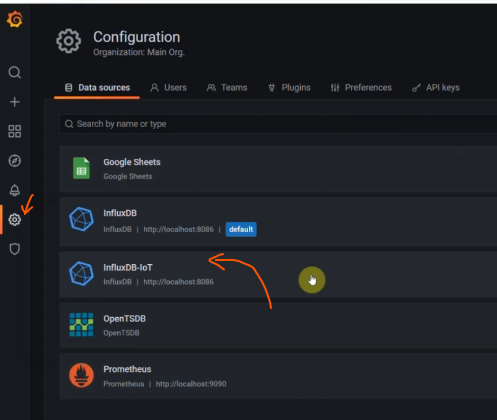 Configuration
Organization: Main Org.
Data sources Users Teams Plugins Preferences API keys
Search by name or type
Google Sheets
Google Sheets
InfluxDB
InfluxDB | http://localhost:8086 | default
InfluxDB-IoT
InfluxDB | http://localhost:8086
OpenTSDB
OpenTSDB
Prometheus
Prometheus | http://localhost:9090